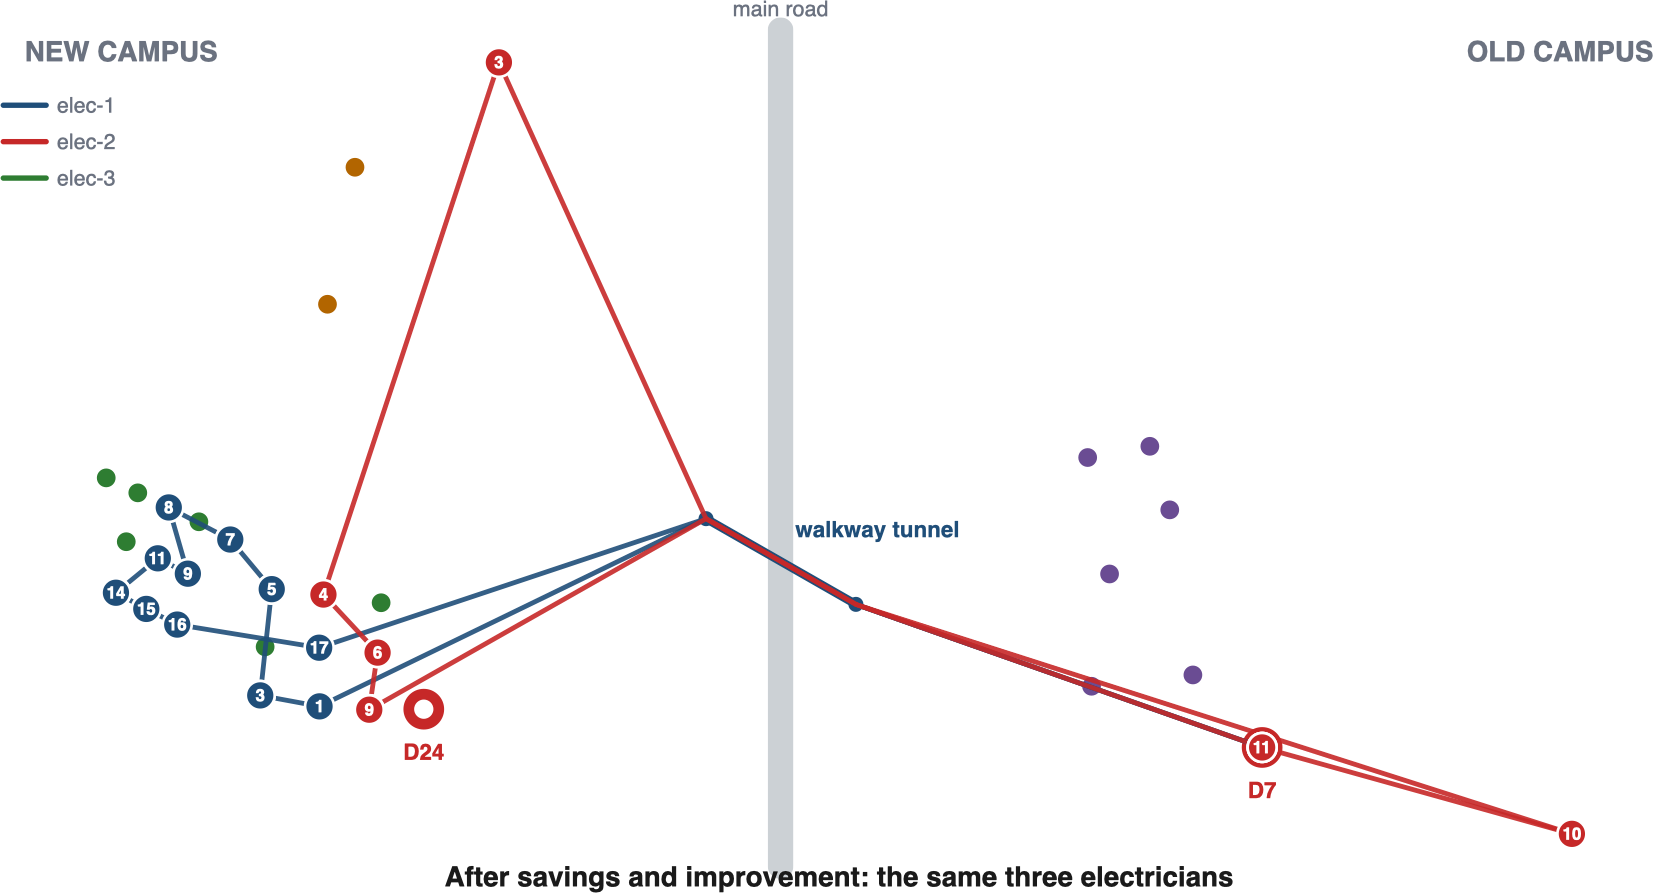 main road
NEW CAMPUS
OLD CAMPUS
elec-1
elec-2
elec-3
3
walkway tunnel
8
7
11
9
5
14
4
15
16
17
6
3
1
9
D24
11
D7
10
After savings and improvement: the same three electricians